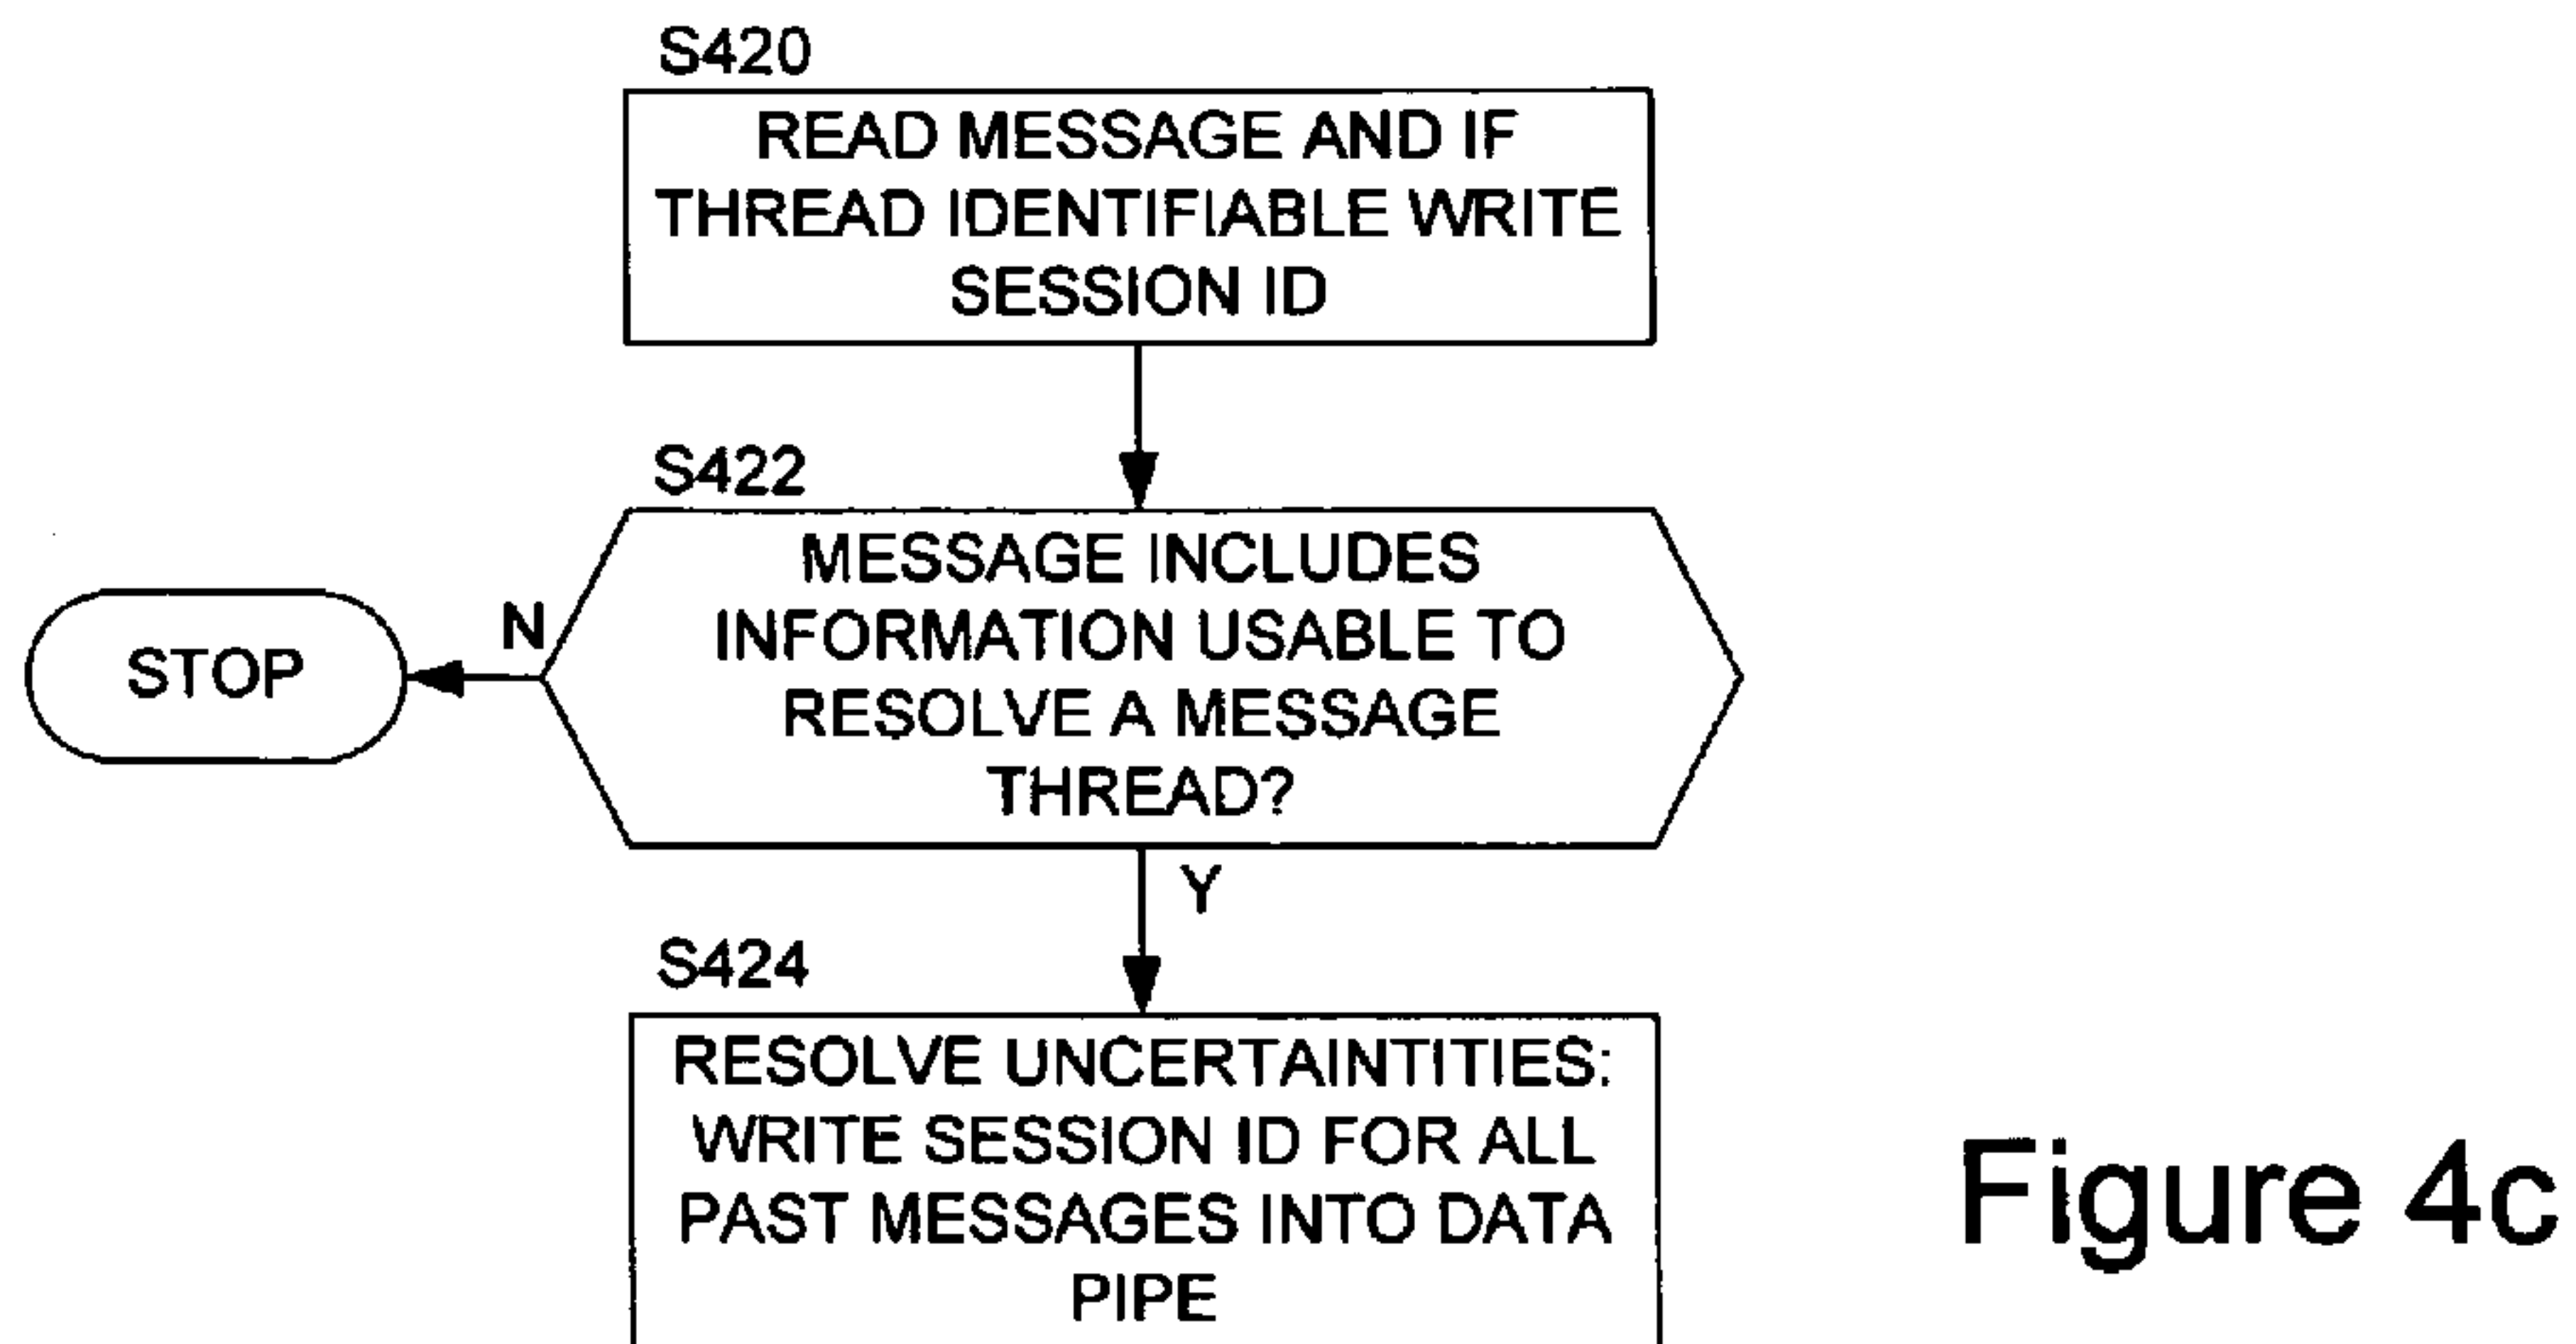 S420
READ MESSAGE AND IF
THREAD IDENTIFIABLE WRITE
SESSION ID
S422
MESSAGE INCLUDES
INFORMATION USABLE TO
RESOLVE A MESSAGE
THREAD?
N
STOP
Y
S424
RESOLVE UNCERTAINTITIES:
WRITE SESSION ID FOR ALL
PAST MESSAGES INTO DATA
PIPE
Figure 4c